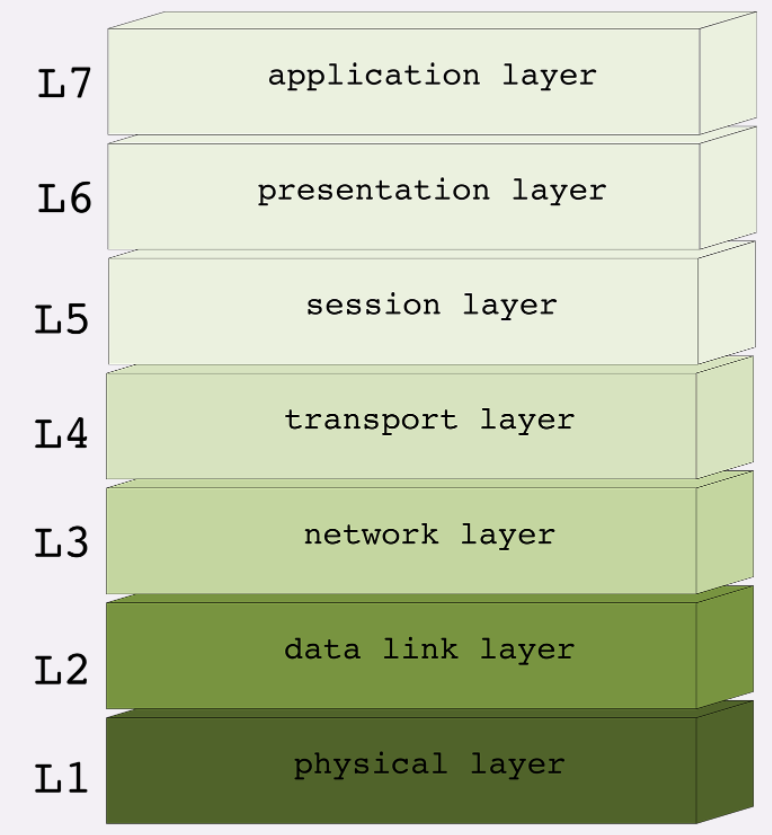 L7 application layer
L6 presentation layer
L5 session layer
L4 transport layer
L3 network layer
L2 data link layer
L1 physical layer